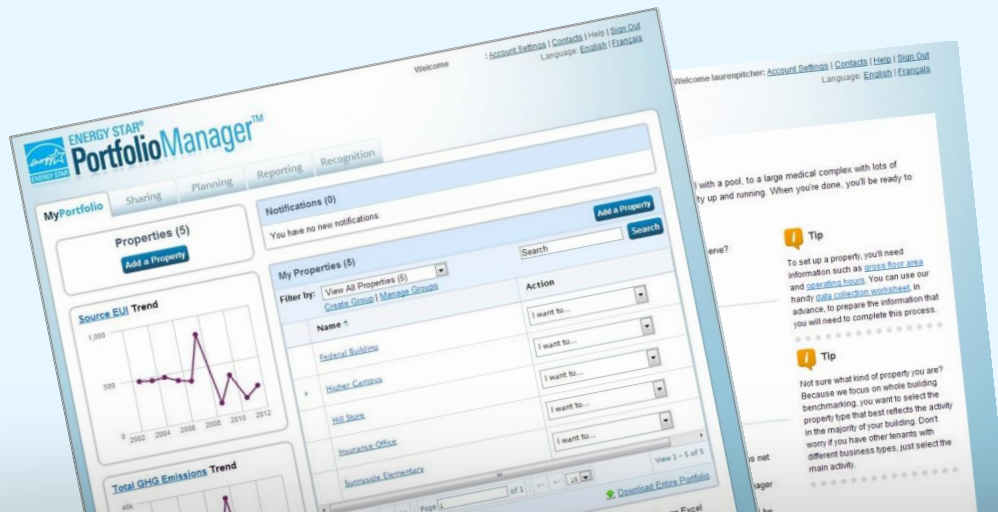 Welcome : Account Settings | Contacts | Help | Sign Out
Language: English | Français
ENERGY STAR®
PortfolioManager™
ENERGY STAR
MyPortfolio Sharing Planning Reporting Recognition
Properties (5)
Add a Property
Source EUI Trend
1,000
500
0
2002 2004 2006 2008 2010 2012
Total GHG Emissions Trend
40k
Notifications (0)
You have no new notifications.
My Properties (5)
Add a Property
Filter by: View All Properties (5)
Search Search
Create Group | Manage Groups
Name Action
Federal Building I want to...
Higher Campus I want to...
Hill Store I want to...
Insurance Office I want to...
Sunnyside Elementary I want to...
Page 1 of 1 10 View 1 - 5 of 5
Download Entire Portfolio
Excel
Welcome laurenpitcher: Account Settings | Contacts | Help | Sign Out
Language: English | Français
with a pool, to a large medical complex with lots of
up and running. When you're done, you'll be ready to
Tip
To set up a property, you'll need
information such as gross floor area
and operating hours. You can use our
handy data collection worksheet, in
advance, to prepare the information that
you will need to complete this process.
Tip
Not sure what kind of property you are?
Because we focus on whole building
benchmarking, you want to select the
property type that best reflects the activity
in the majority of your building. Don't
worry if you have other tenants with
different business types, just select the
main activity.